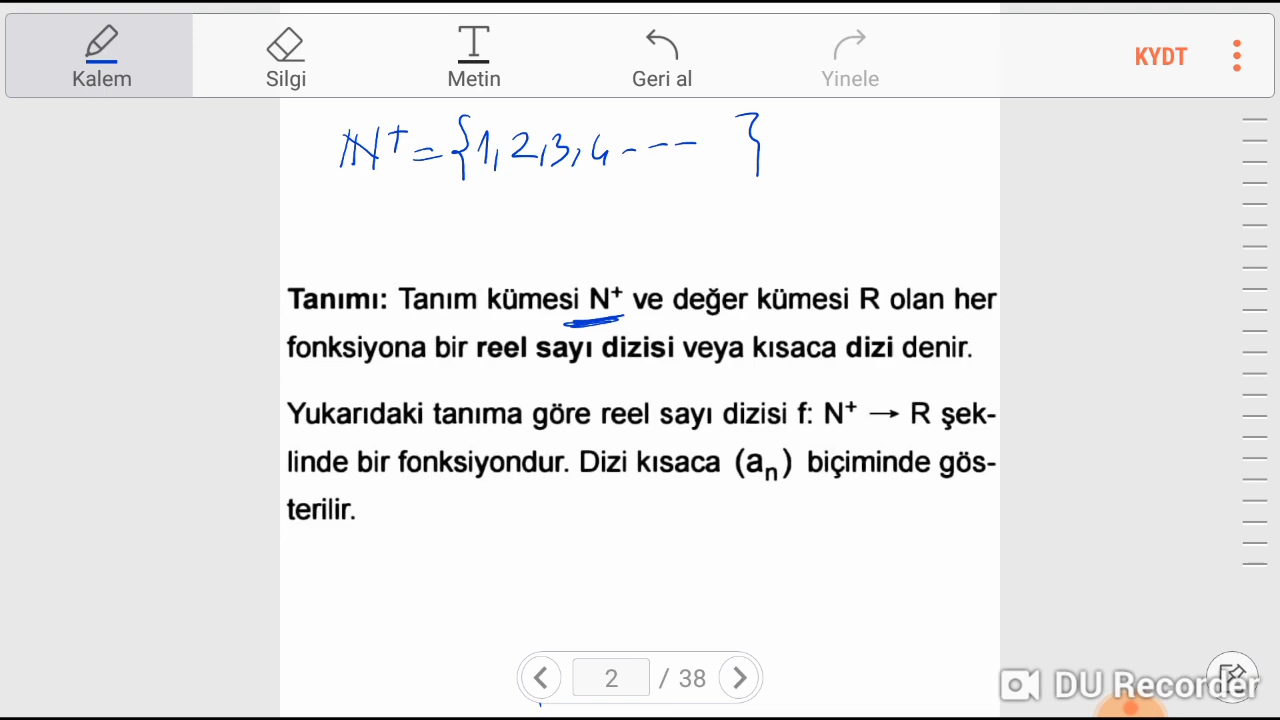 Kalem Silgi Metin Geri al Yinele KYDT
N⁺ = {1, 2, 3, 4 - - - - }
Tanımı: Tanım kümesi N⁺ ve değer kümesi R olan her
fonksiyona bir reel sayı dizisi veya kısaca dizi denir.
Yukarıdaki tanıma göre reel sayı dizisi f: N⁺ → R şek-
linde bir fonksiyondur. Dizi kısaca (aₙ) biçiminde gös-
terilir.
2 / 38
DU Recorder